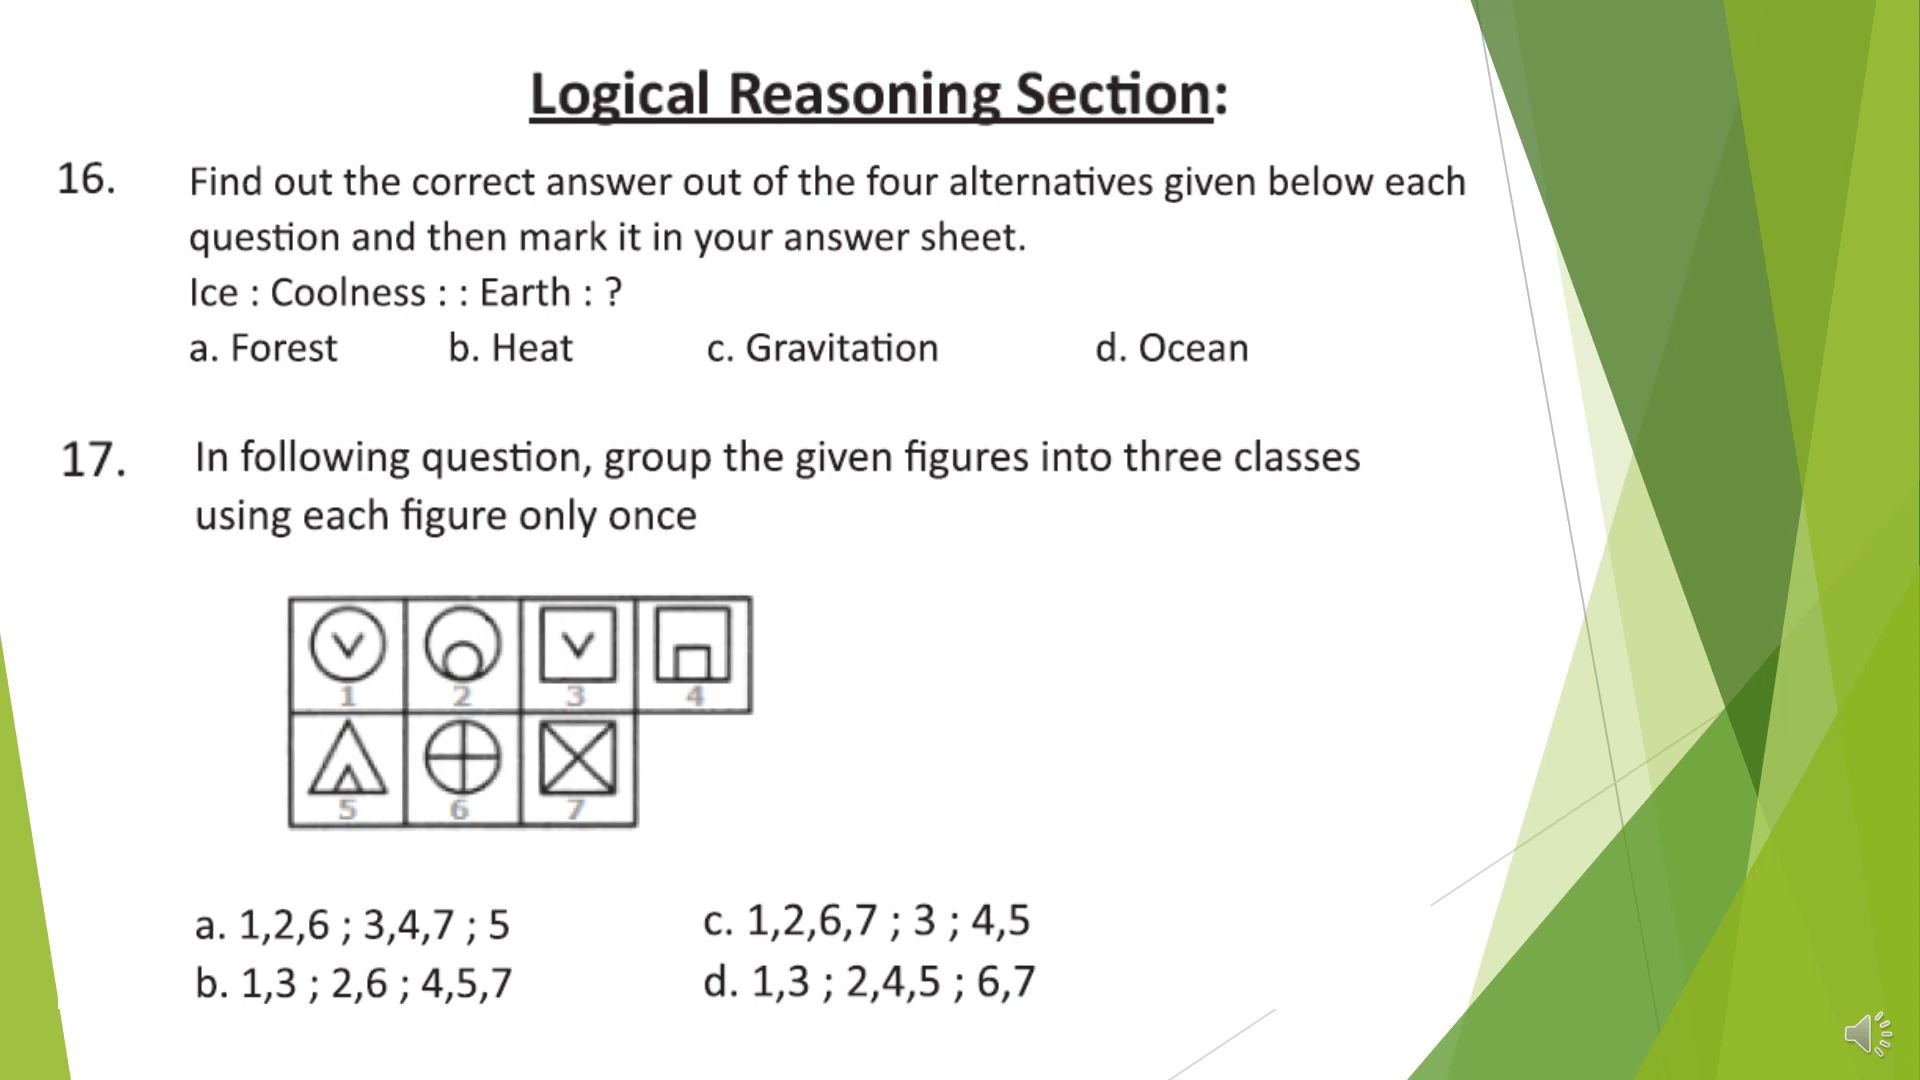 Logical Reasoning Section:
16. Find out the correct answer out of the four alternatives given below each
question and then mark it in your answer sheet.
Ice : Coolness : : Earth : ?
a. Forest b. Heat c. Gravitation d. Ocean
17. In following question, group the given figures into three classes
using each figure only once
1 2 3 4
5 6 7
a. 1,2,6 ; 3,4,7 ; 5 c. 1,2,6,7 ; 3 ; 4,5
b. 1,3 ; 2,6 ; 4,5,7 d. 1,3 ; 2,4,5 ; 6,7